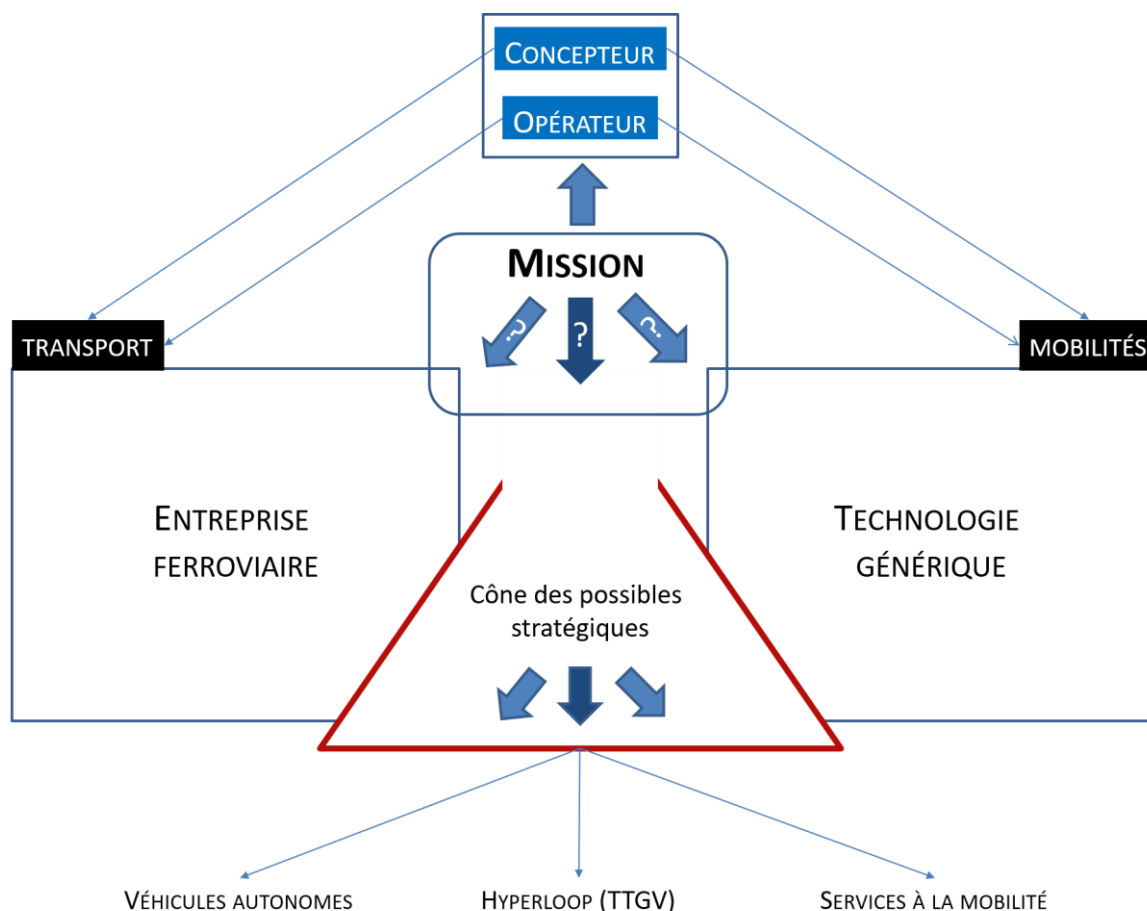 CONCEPTEUR
OPÉRATEUR
MISSION
? ? ?
TRANSPORT
MOBILITÉS
ENTREPRISE
FERROVIAIRE
TECHNOLOGIE
GÉNÉRIQUE
Cône des possibles
stratégiques
VÉHICULES AUTONOMES
HYPERLOOP (TTGV)
SERVICES À LA MOBILITÉ